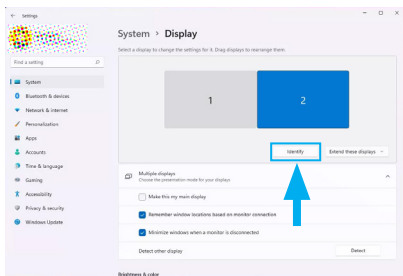 Settings
System > Display
Select a display to change the settings for it. Drag displays to rearrange them.
Find a setting
System
Bluetooth & devices
Network & internet
Personalization
Apps
Accounts
Time & language
Gaming
Accessibility
Privacy & security
Windows Update
1
2
Identify
Extend these displays
Multiple displays
Choose the presentation mode for your displays
Make this my main display
Remember window locations based on monitor connection
Minimize windows when a monitor is disconnected
Detect other display
Detect
Brightness & color